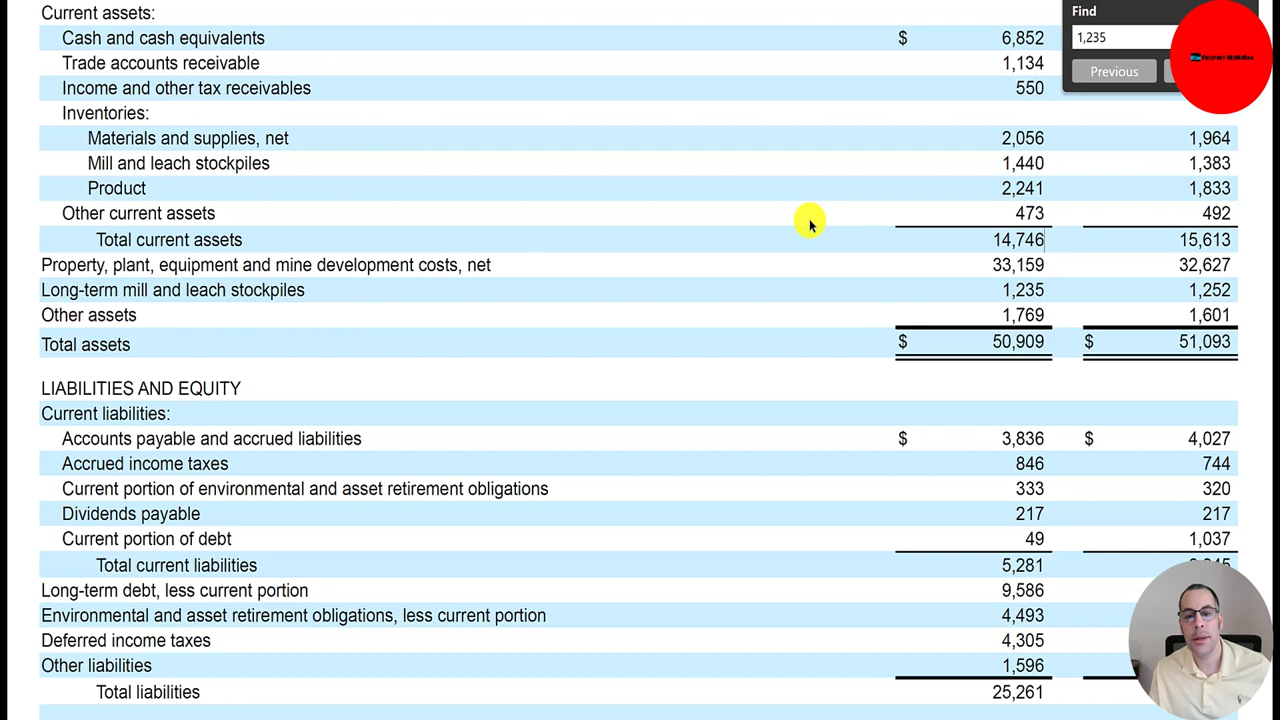 Current assets:
Cash and cash equivalents $ 6,852
Trade accounts receivable 1,134
Income and other tax receivables 550
Inventories:
Materials and supplies, net 2,056 1,964
Mill and leach stockpiles 1,440 1,383
Product 2,241 1,833
Other current assets 473 492
Total current assets 14,746 15,613
Property, plant, equipment and mine development costs, net 33,159 32,627
Long-term mill and leach stockpiles 1,235 1,252
Other assets 1,769 1,601
Total assets $ 50,909 $ 51,093
LIABILITIES AND EQUITY
Current liabilities:
Accounts payable and accrued liabilities $ 3,836 $ 4,027
Accrued income taxes 846 744
Current portion of environmental and asset retirement obligations 333 320
Dividends payable 217 217
Current portion of debt 49 1,037
Total current liabilities 5,281
Long-term debt, less current portion 9,586
Environmental and asset retirement obligations, less current portion 4,493
Deferred income taxes 4,305
Other liabilities 1,596
Total liabilities 25,261
Find
1,235
Previous